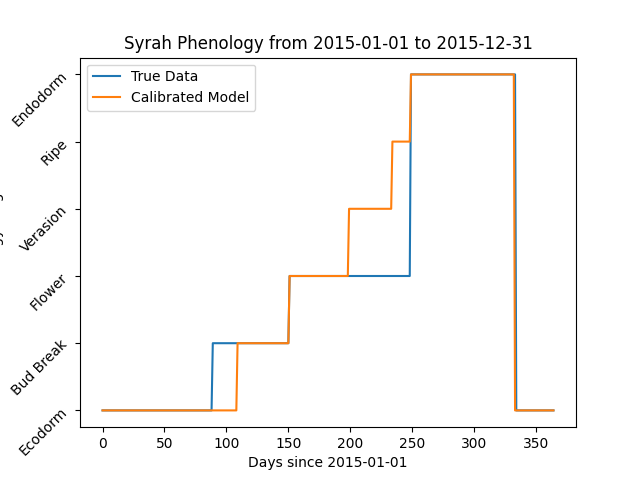 Syrah Phenology from 2015-01-01 to 2015-12-31
True Data
Calibrated Model
Endodorm
Ripe
Verasion
Flower
Bud Break
Ecodorm
0 50 100 150 200 250 300 350
Days since 2015-01-01